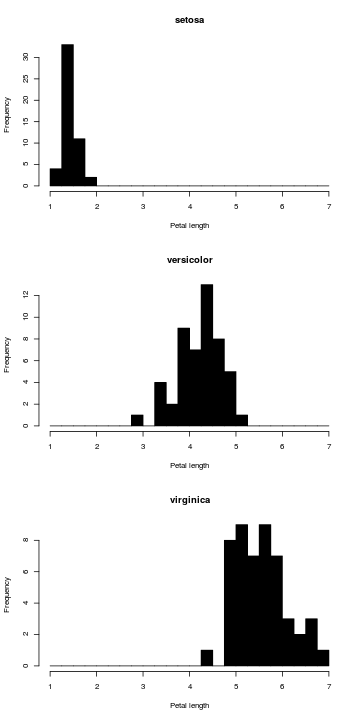 setosa
Frequency
30
25
20
15
10
5
0
1 2 3 4 5 6 7
Petal length
versicolor
Frequency
12
10
8
6
4
2
0
1 2 3 4 5 6 7
Petal length
virginica
Frequency
8
6
4
2
0
1 2 3 4 5 6 7
Petal length